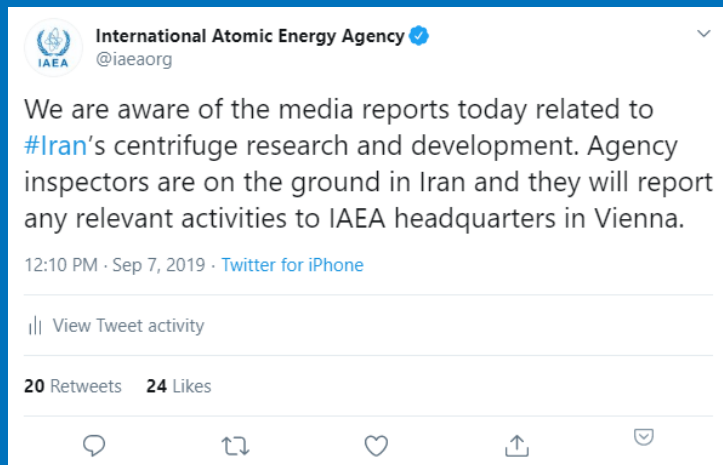 International Atomic Energy Agency
IAEA
@iaeaorg
We are aware of the media reports today related to
#Iran’s centrifuge research and development. Agency
inspectors are on the ground in Iran and they will report
any relevant activities to IAEA headquarters in Vienna.
12:10 PM · Sep 7, 2019 · Twitter for iPhone
View Tweet activity
20 Retweets 24 Likes